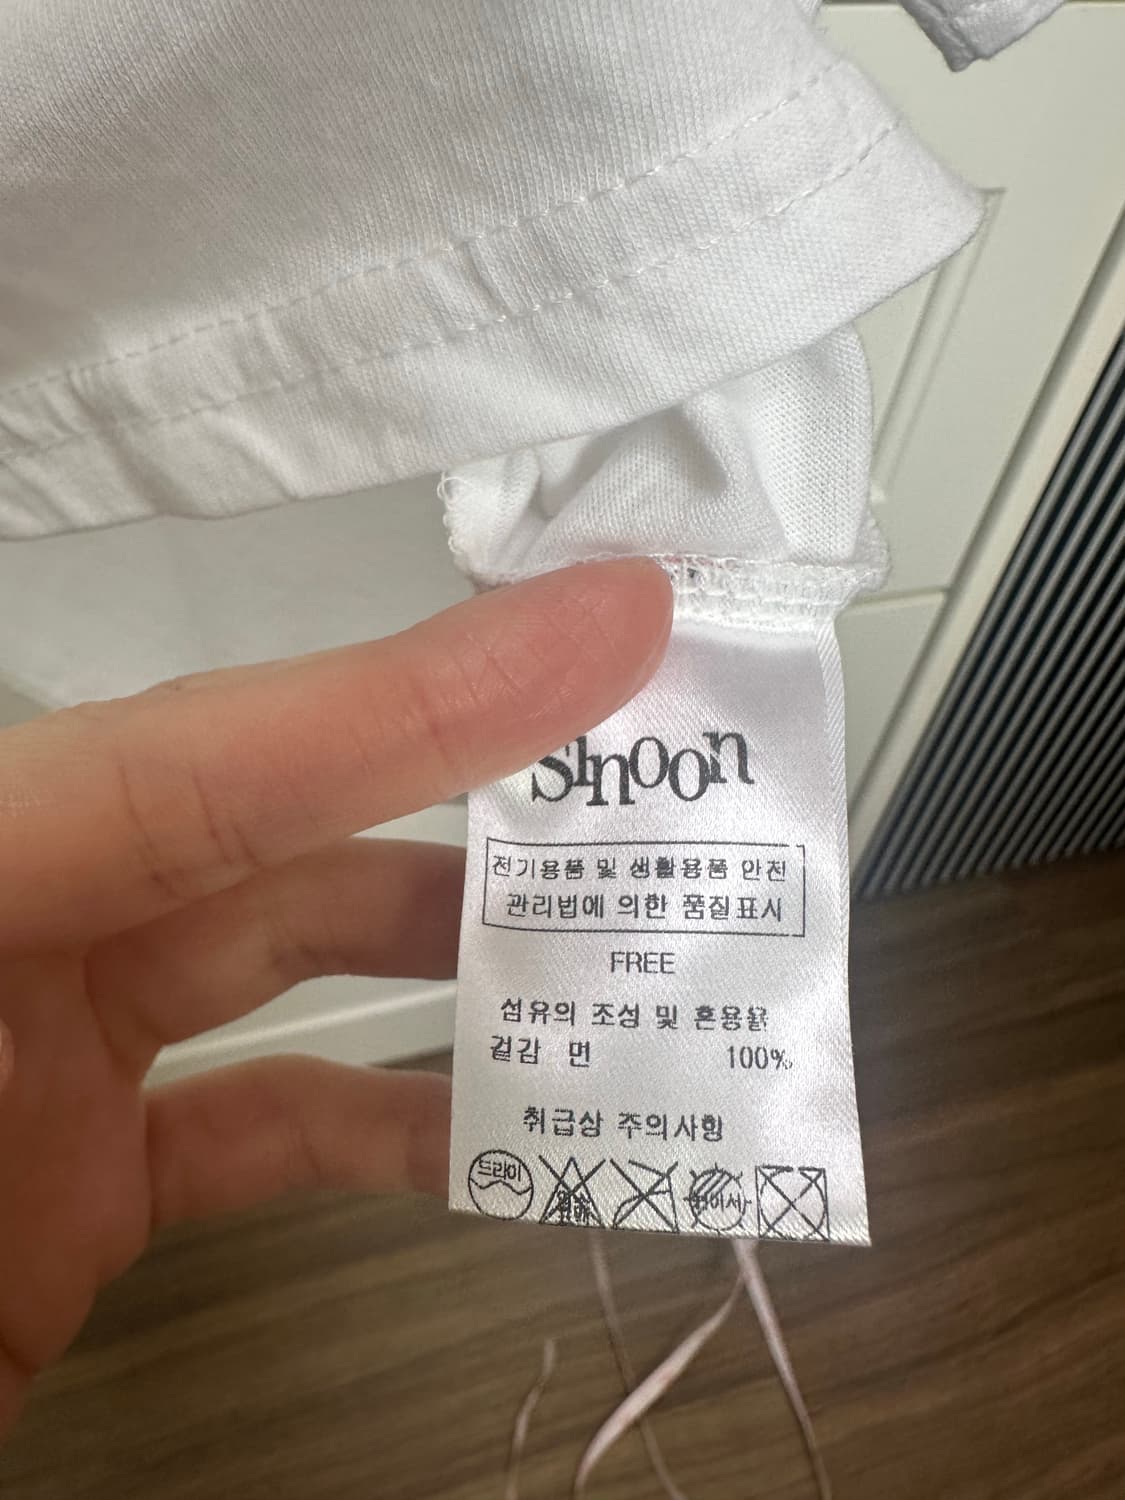 sinoon
전기용품 및 생활용품 안전
관리법에 의한 품질표시
FREE
섬유의 조성 및 혼용율
겉감 면 100%
취급상 주의사항
드라이